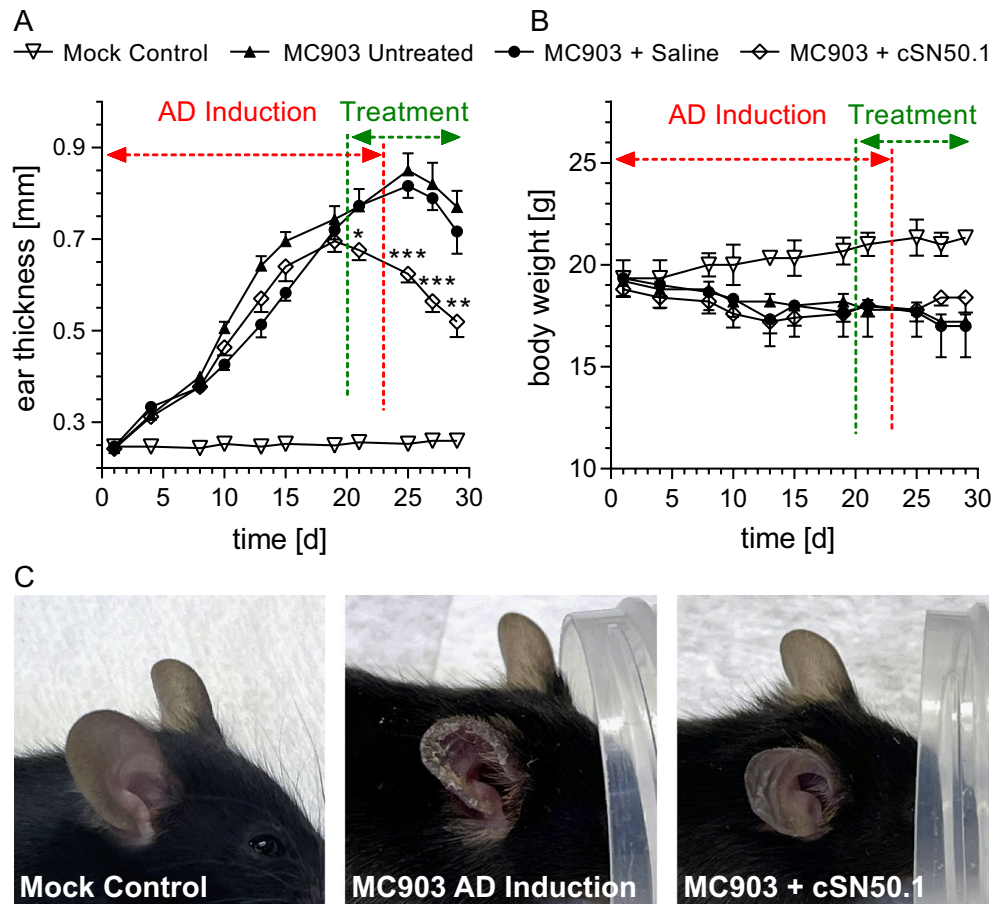 A
B
Mock Control MC903 Untreated MC903 + Saline MC903 + cSN50.1
AD Induction Treatment
0.9
0.7
0.5
0.3
ear thickness [mm]
* *** *** **
0 5 10 15 20 25 30
time [d]
AD Induction Treatment
25
20
15
10
body weight [g]
0 5 10 15 20 25 30
time [d]
C
Mock Control
MC903 AD Induction
MC903 + cSN50.1